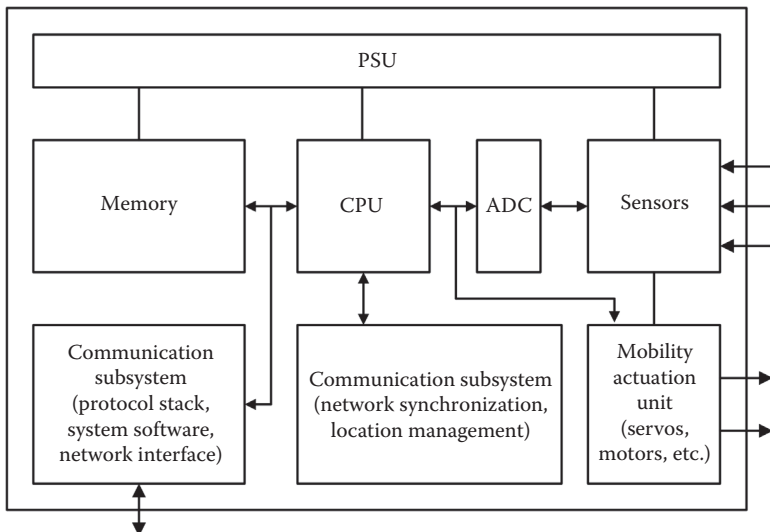 PSU
Memory
CPU
ADC
Sensors
Communication
subsystem
(protocol stack,
system software,
network interface)
Communication subsystem
(network synchronization,
location management)
Mobility
actuation
unit
(servos,
motors, etc.)